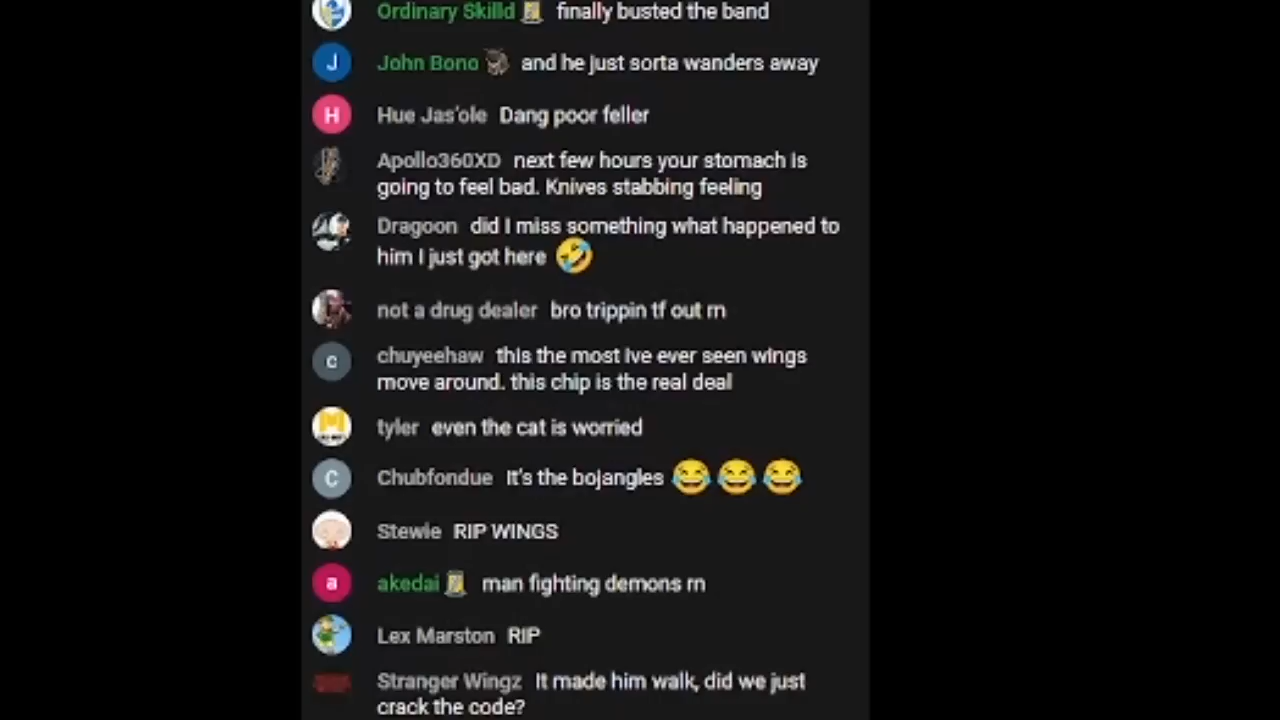 Ordinary Skilld finally busted the band
J John Bono and he just sorta wanders away
H Hue Jas'ole Dang poor feller
Apollo360XD next few hours your stomach is
going to feel bad. Knives stabbing feeling
Dragoon did I miss something what happened to
him I just got here 🤣
not a drug dealer bro trippin tf out rn
c chuyeehaw this the most ive ever seen wings
move around. this chip is the real deal
tyler even the cat is worried
C Chubfondue It's the bojangles 😂😂😂
Stewie RIP WINGS
a akedai man fighting demons rn
Lex Marston RIP
Stranger Wingz It made him walk, did we just
crack the code?